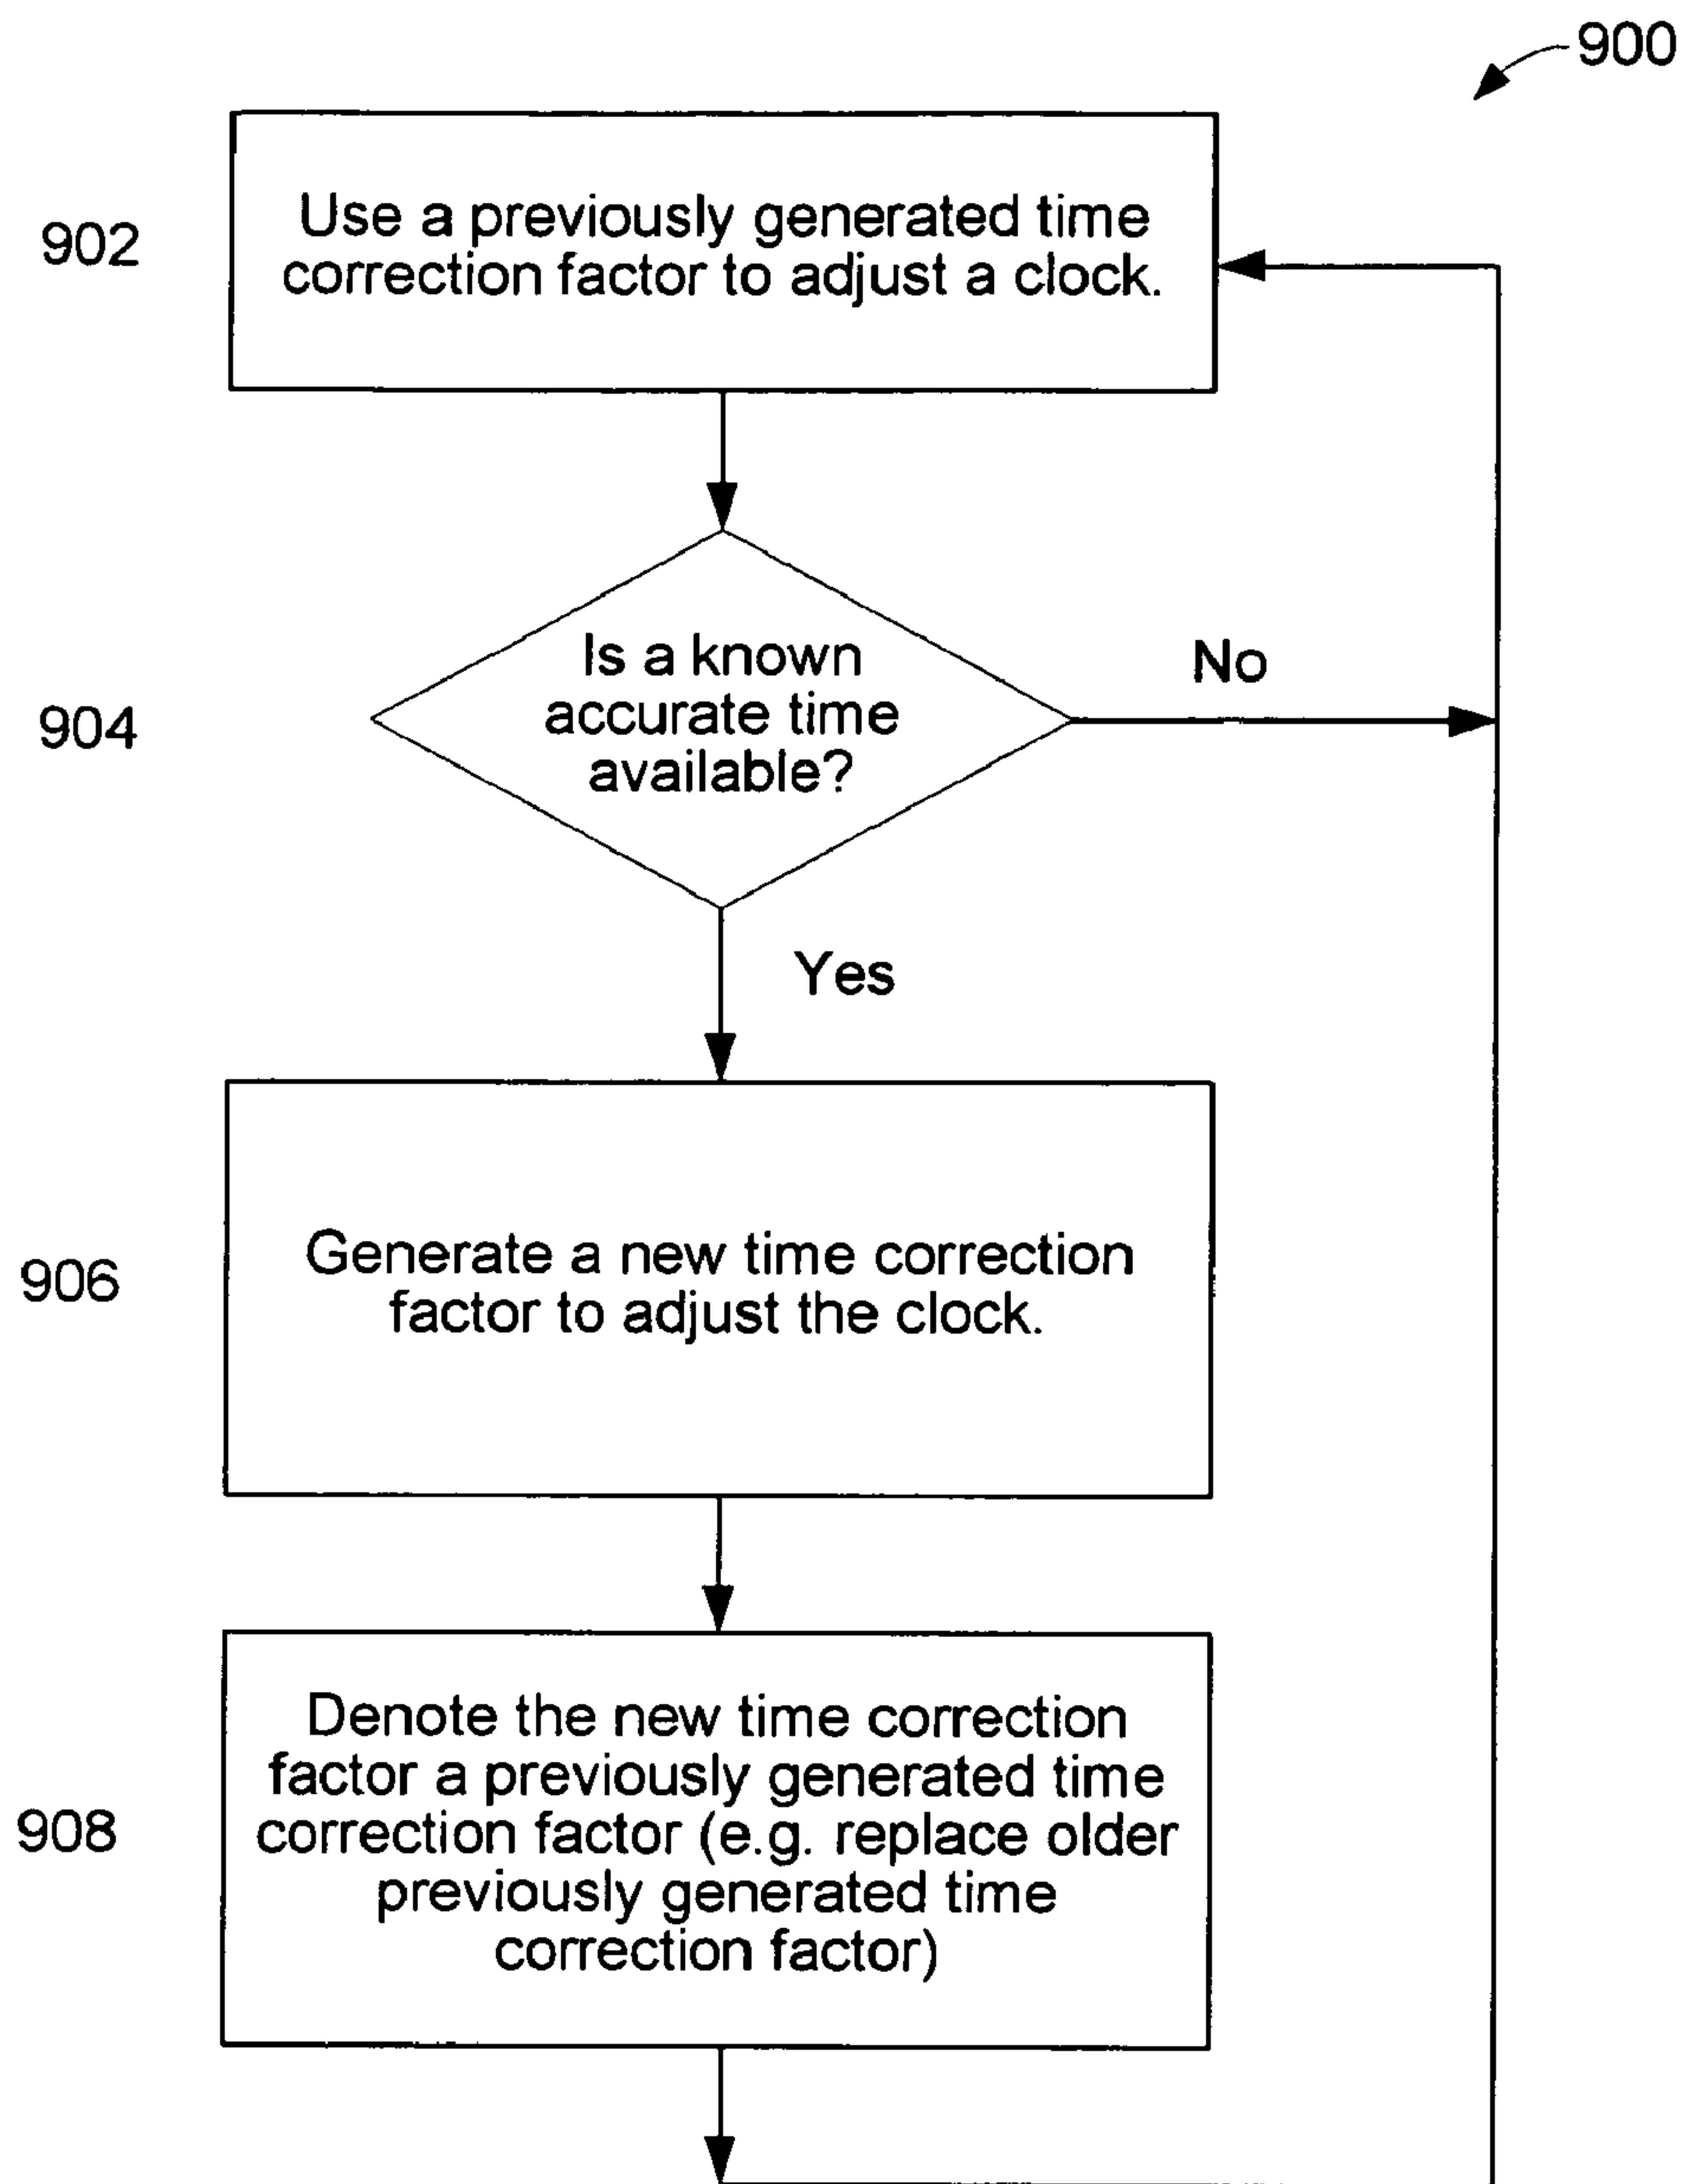 900
902
Use a previously generated time
correction factor to adjust a clock.
904
Is a known
accurate time
available?
No
Yes
906
Generate a new time correction
factor to adjust the clock.
908
Denote the new time correction
factor a previously generated time
correction factor (e.g. replace older
previously generated time
correction factor)